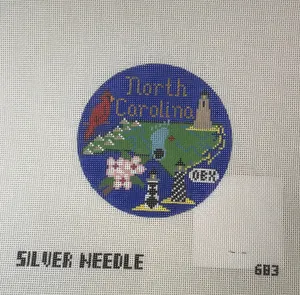 North
Carolina
OBX
SILVER NEEDLE
683